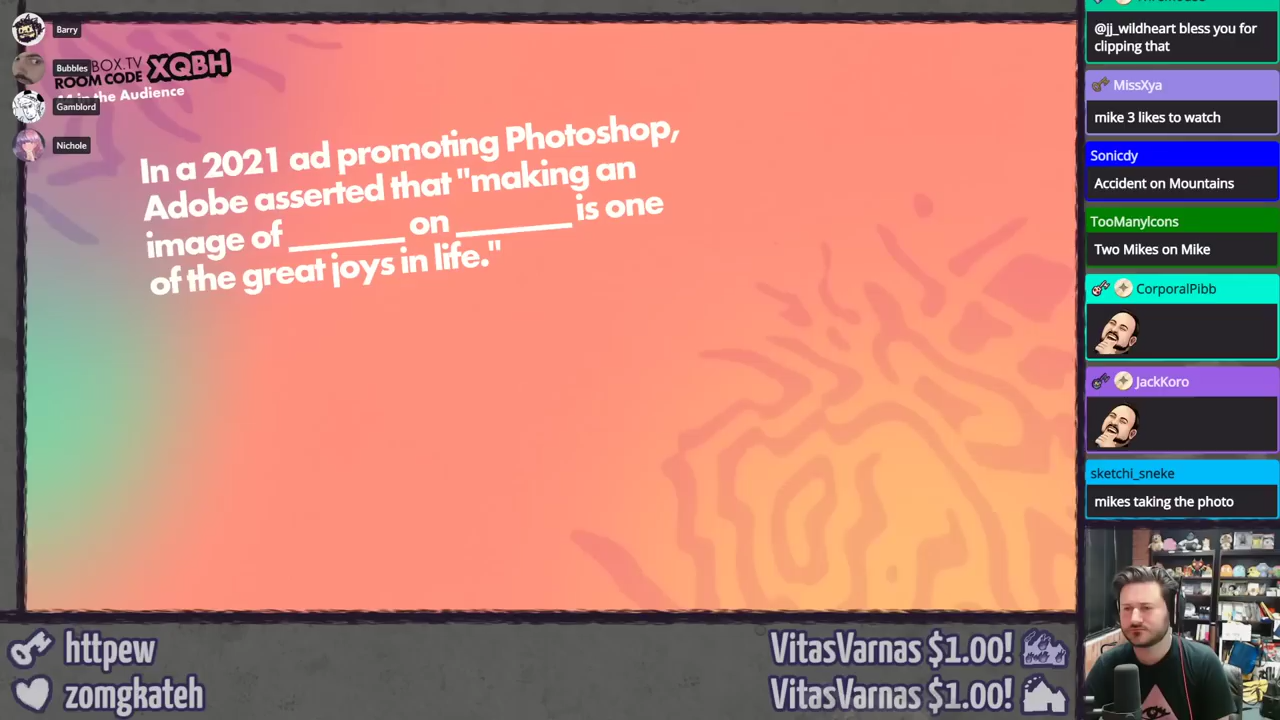 Barry
Bubbles
BOX.TV
ROOM CODE XQBH
in the Audience
Gamblord
Nichole
In a 2021 ad promoting Photoshop,
Adobe asserted that "making an
image of ________ on ________ is one
of the great joys in life."
@jj_wildheart bless you for
clipping that
MissXya
mike 3 likes to watch
Sonicdy
Accident on Mountains
TooManyIcons
Two Mikes on Mike
CorporalPibb
JackKoro
sketchi_sneke
mikes taking the photo
httpew
zomgkateh
VitasVarnas $1.00!
VitasVarnas $1.00!